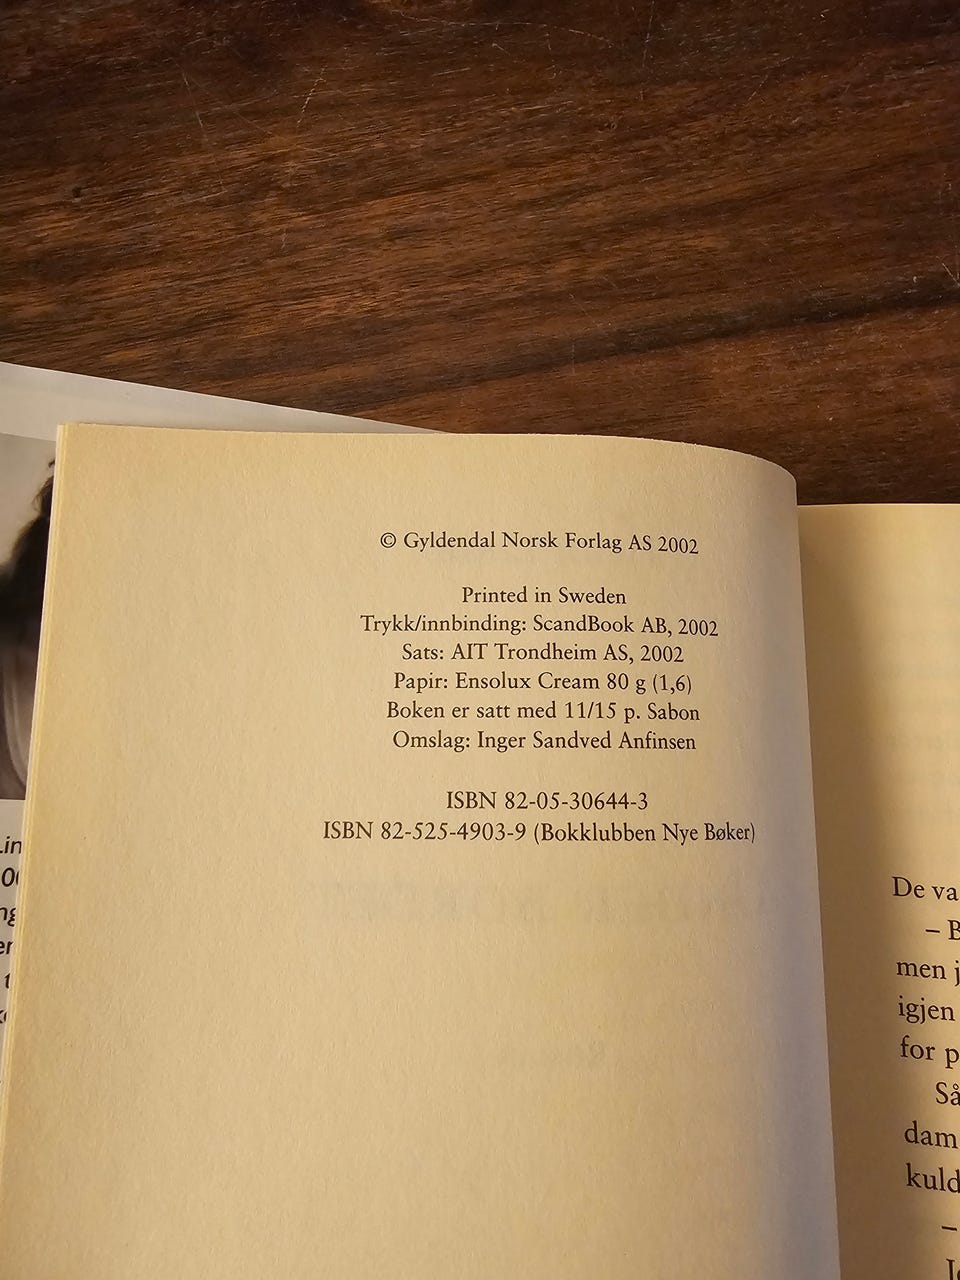 © Gyldendal Norsk Forlag AS 2002
Printed in Sweden
Trykk/innbinding: ScandBook AB, 2002
Sats: AIT Trondheim AS, 2002
Papir: Ensolux Cream 80 g (1,6)
Boken er satt med 11/15 p. Sabon
Omslag: Inger Sandved Anfinsen
ISBN 82-05-30644-3
ISBN 82-525-4903-9 (Bokklubben Nye Bøker)
De va
– B
men j
igjen
for p
Så
dam
kuld
–